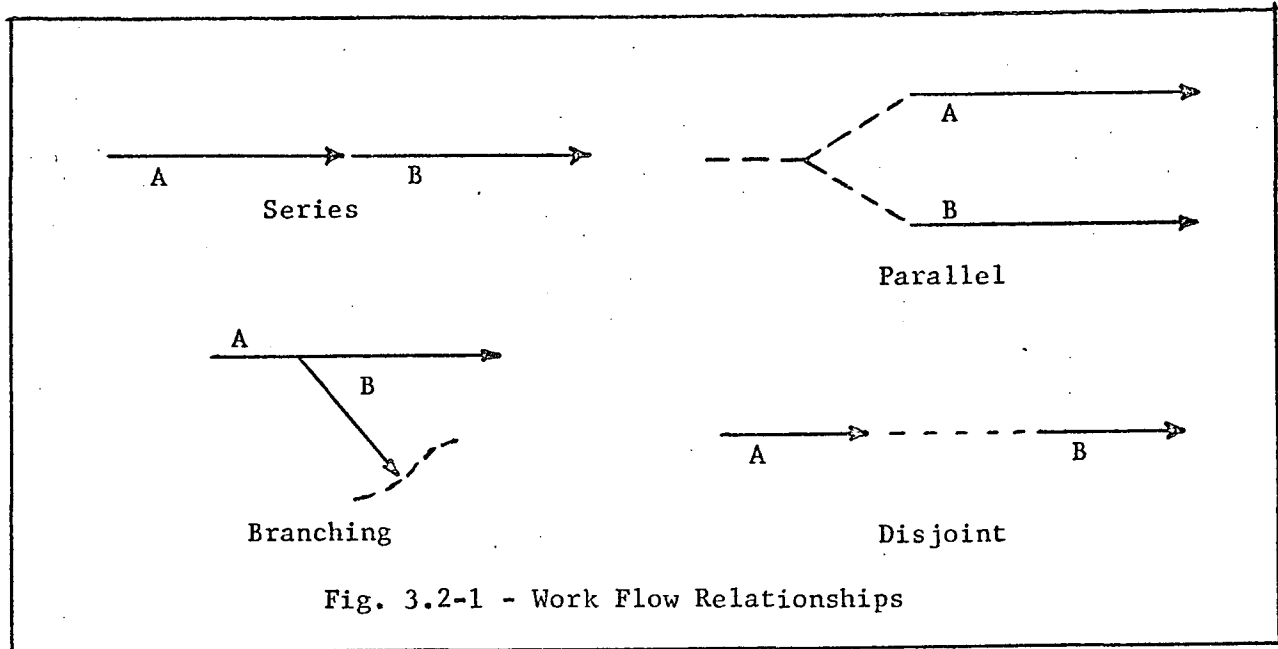 A
B
Series
A
B
Parallel
A
B
Branching
A
B
Disjoint
Fig. 3.2-1 - Work Flow Relationships